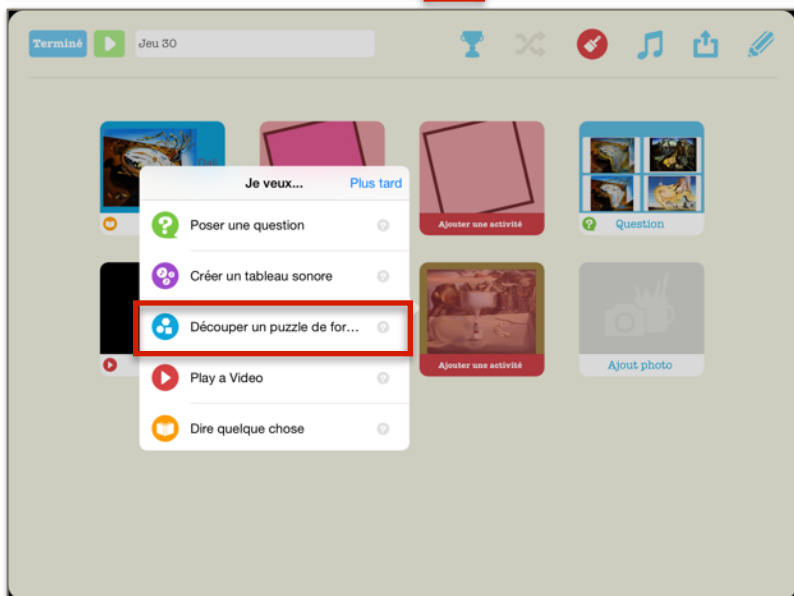 Terminé
Jeu 30
Dali
Je veux...
Plus tard
Poser une question
Créer un tableau sonore
Découper un puzzle de for...
Play a Video
Dire quelque chose
Ajouter une activité
Question
Ajouter une activité
Ajout photo